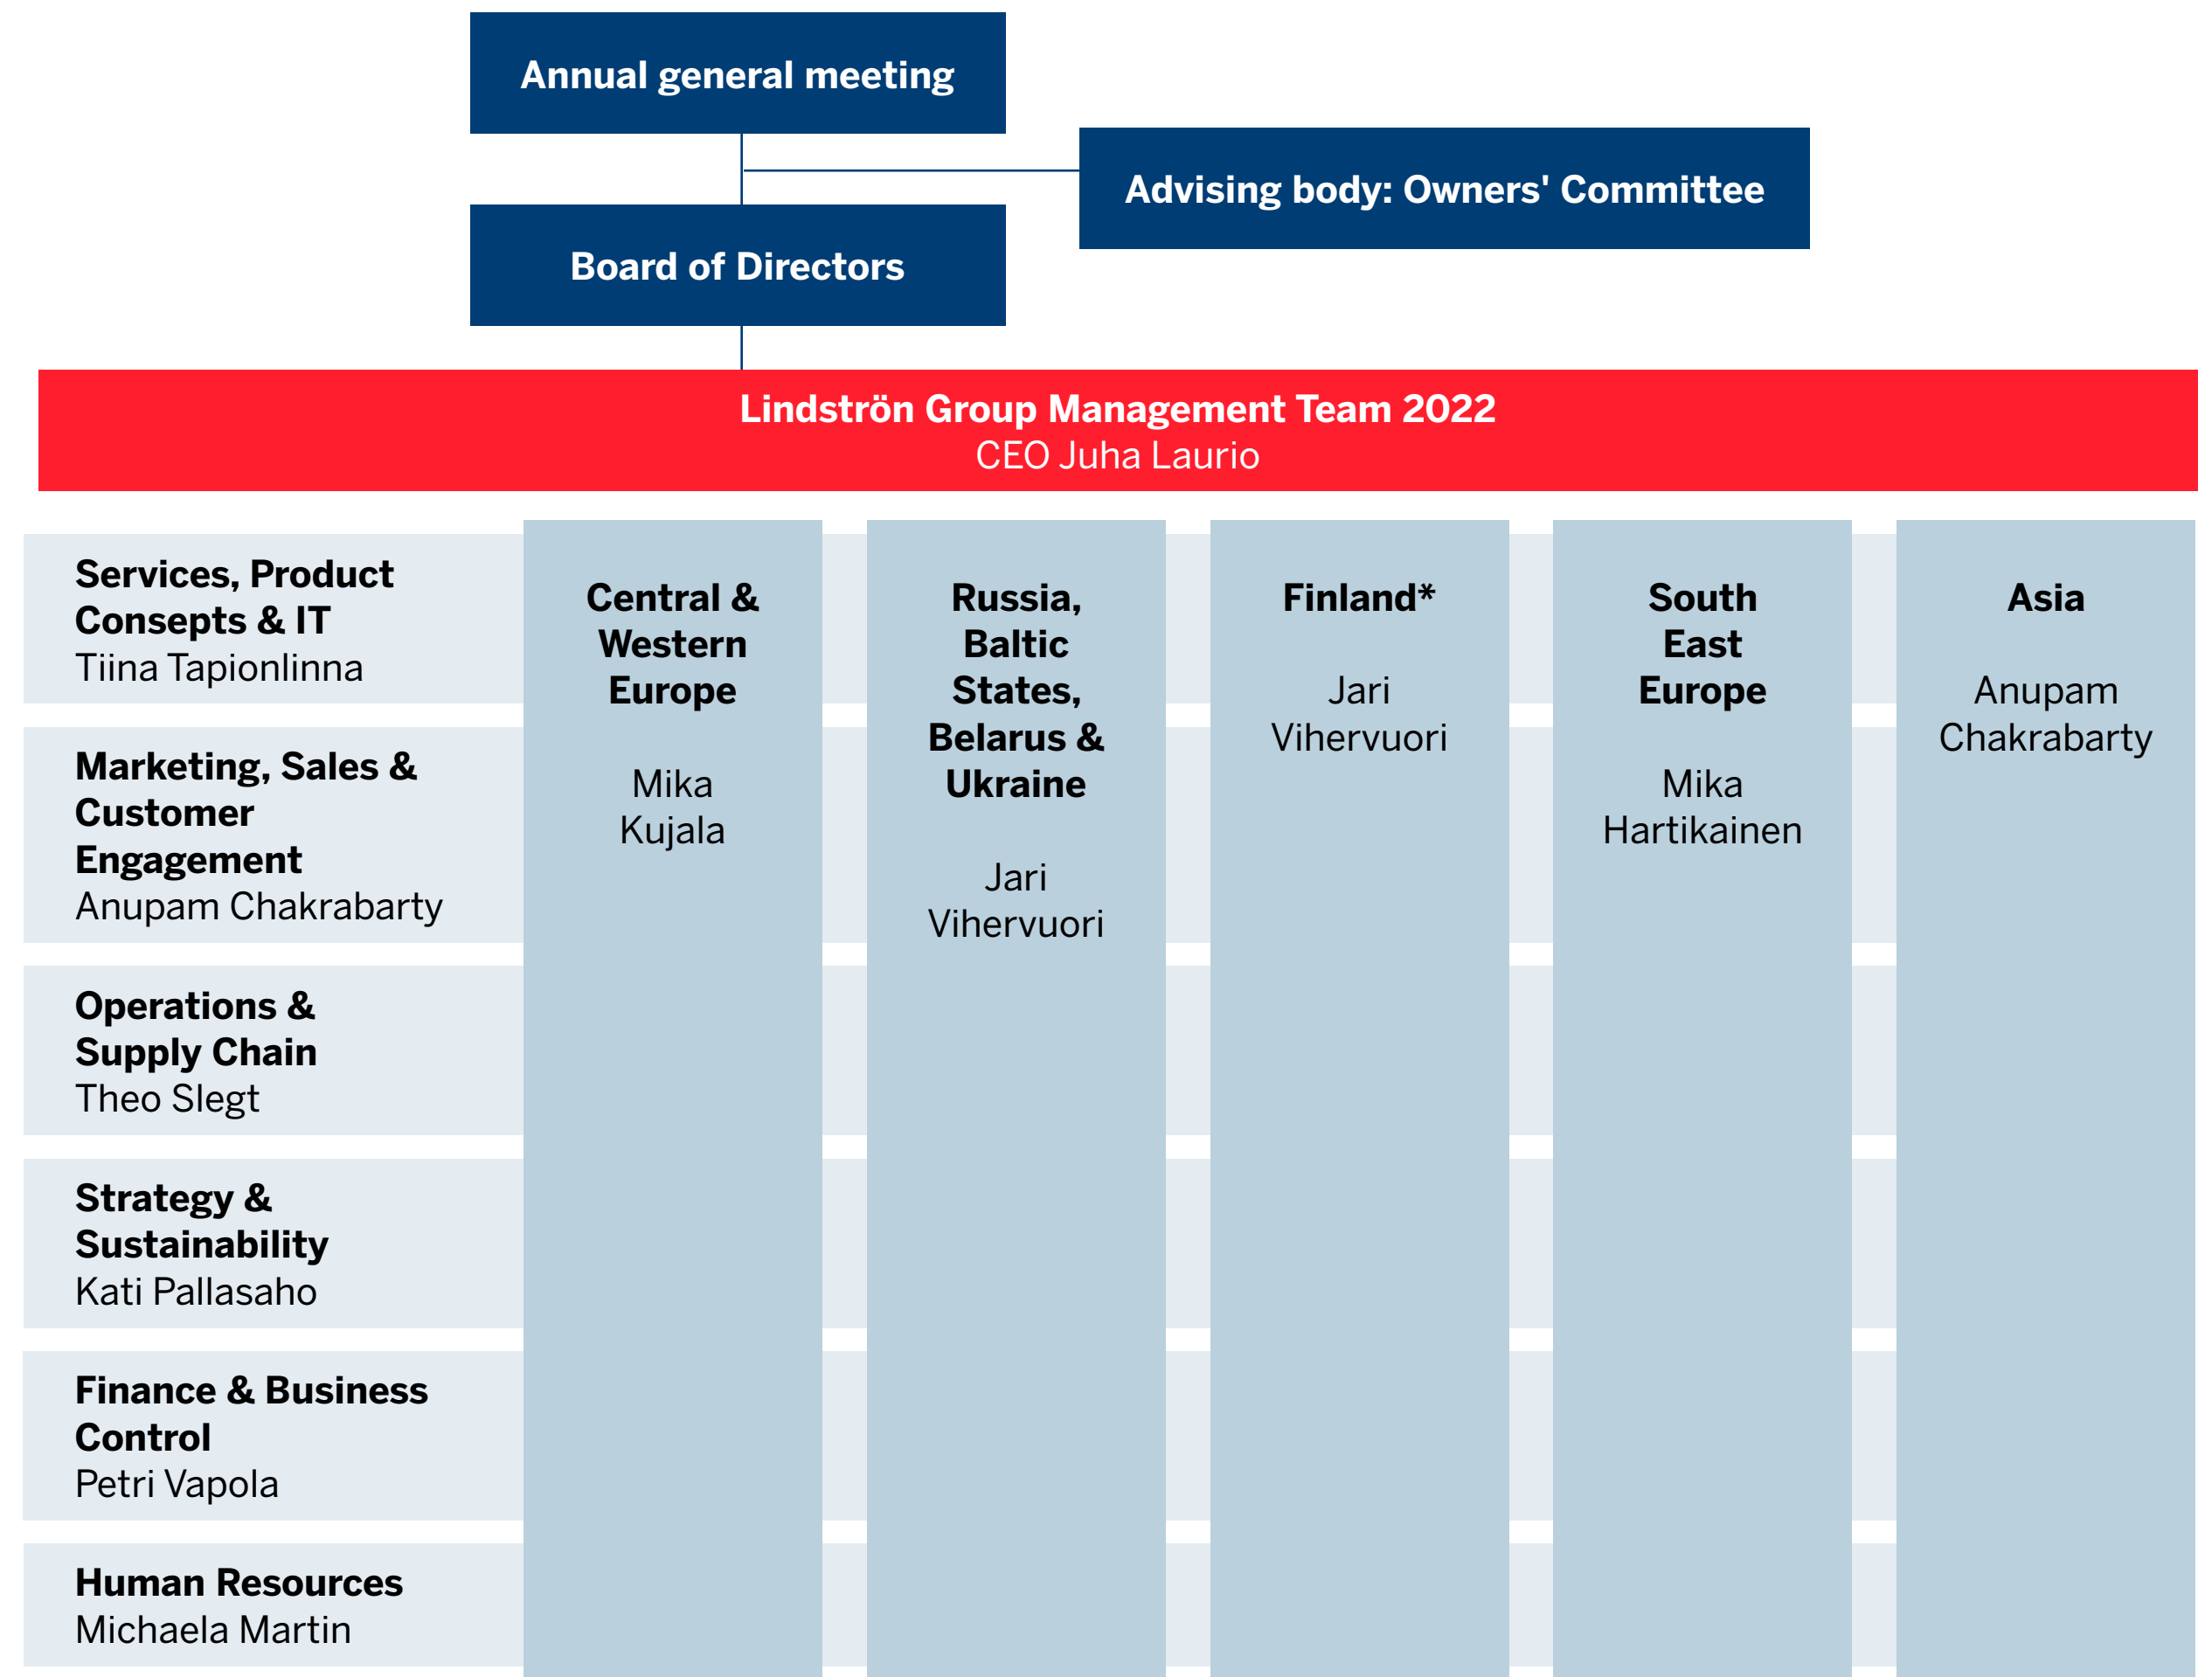 Annual general meeting
Advising body: Owners' Committee
Board of Directors
Lindströn Group Management Team 2022
CEO Juha Laurio
Services, Product
Consepts & IT
Tiina Tapionlinna
Marketing, Sales &
Customer
Engagement
Anupam Chakrabarty
Operations &
Supply Chain
Theo Slegt
Strategy &
Sustainability
Kati Pallasaho
Finance & Business
Control
Petri Vapola
Human Resources
Michaela Martin
Central &
Western
Europe
Mika
Kujala
Russia,
Baltic
States,
Belarus &
Ukraine
Jari
Vihervuori
Finland*
Jari
Vihervuori
South
East
Europe
Mika
Hartikainen
Asia
Anupam
Chakrabarty